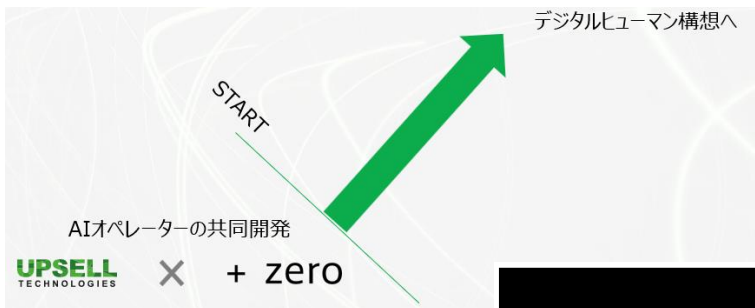 デジタルヒューマン構想へ
START
AIオペレーターの共同開発
UPSELL
TECHNOLOGIES
× + zero